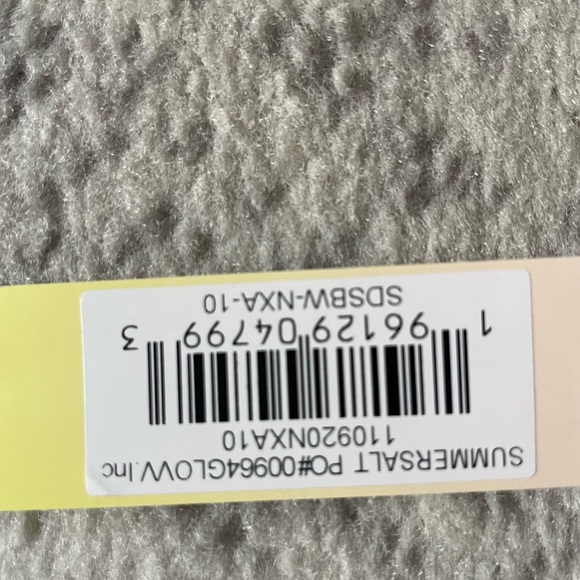 SUMMERSALT PO#00964GLOW.Inc
110920NXA10
1 96129 04799 3
SDSBW-NXA-10